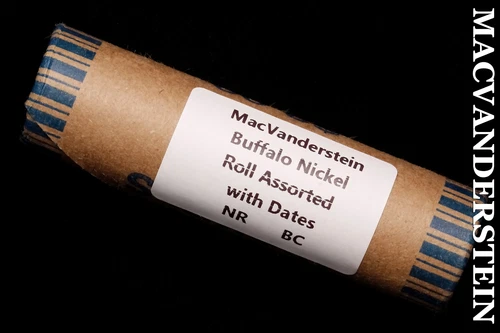 MacVanderstein
Buffalo Nickel
Roll Assorted
with Dates
NR BC
MACVANDERSTEIN